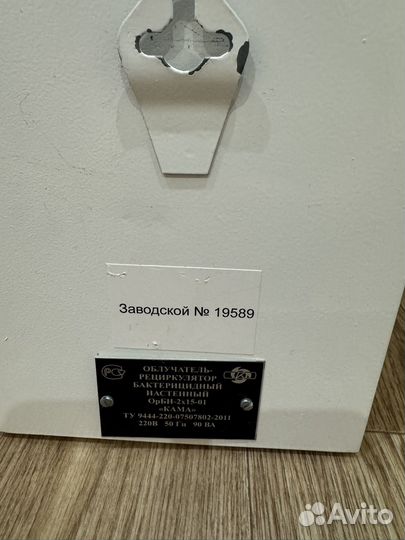 Заводской № 19589
РСТ
ОБЛУЧАТЕЛЬ-
РЕЦИРКУЛЯТОР
БАКТЕРИЦИДНЫЙ
НАСТЕННЫЙ
ОрБН-2х15-01
«КАМА»
ТУ 9444-220-07507802-2011
220В 50 Гц 90 ВА
Avito